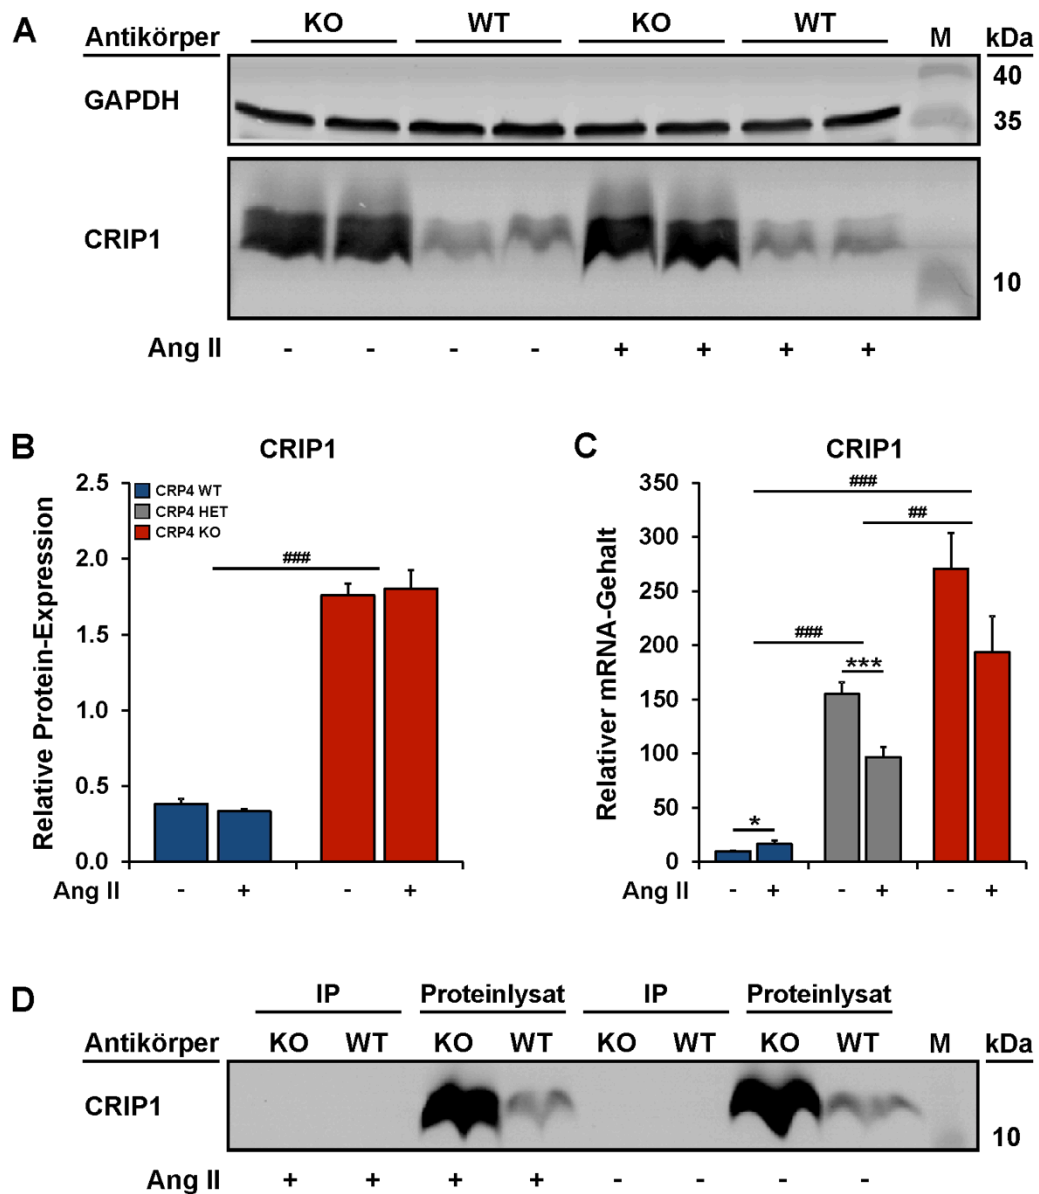 A
KO WT KO WT
Antikörper M kDa
GAPDH 40
35
CRIP1
10
Ang II - - - - + + + +
B
CRIP1
2.5
2.0
1.5
1.0
0.5
0.0
Relative Protein-Expression
CRP4 WT
CRP4 HET
CRP4 KO
###
Ang II - + - +
C
CRIP1
350
300
250
200
150
100
50
0
Relativer mRNA-Gehalt
###
##
###
***
*
Ang II - + - + - +
D
IP Proteinlysat IP Proteinlysat
Antikörper KO WT KO WT KO WT KO WT M kDa
CRIP1
10
Ang II + + + + - - - -